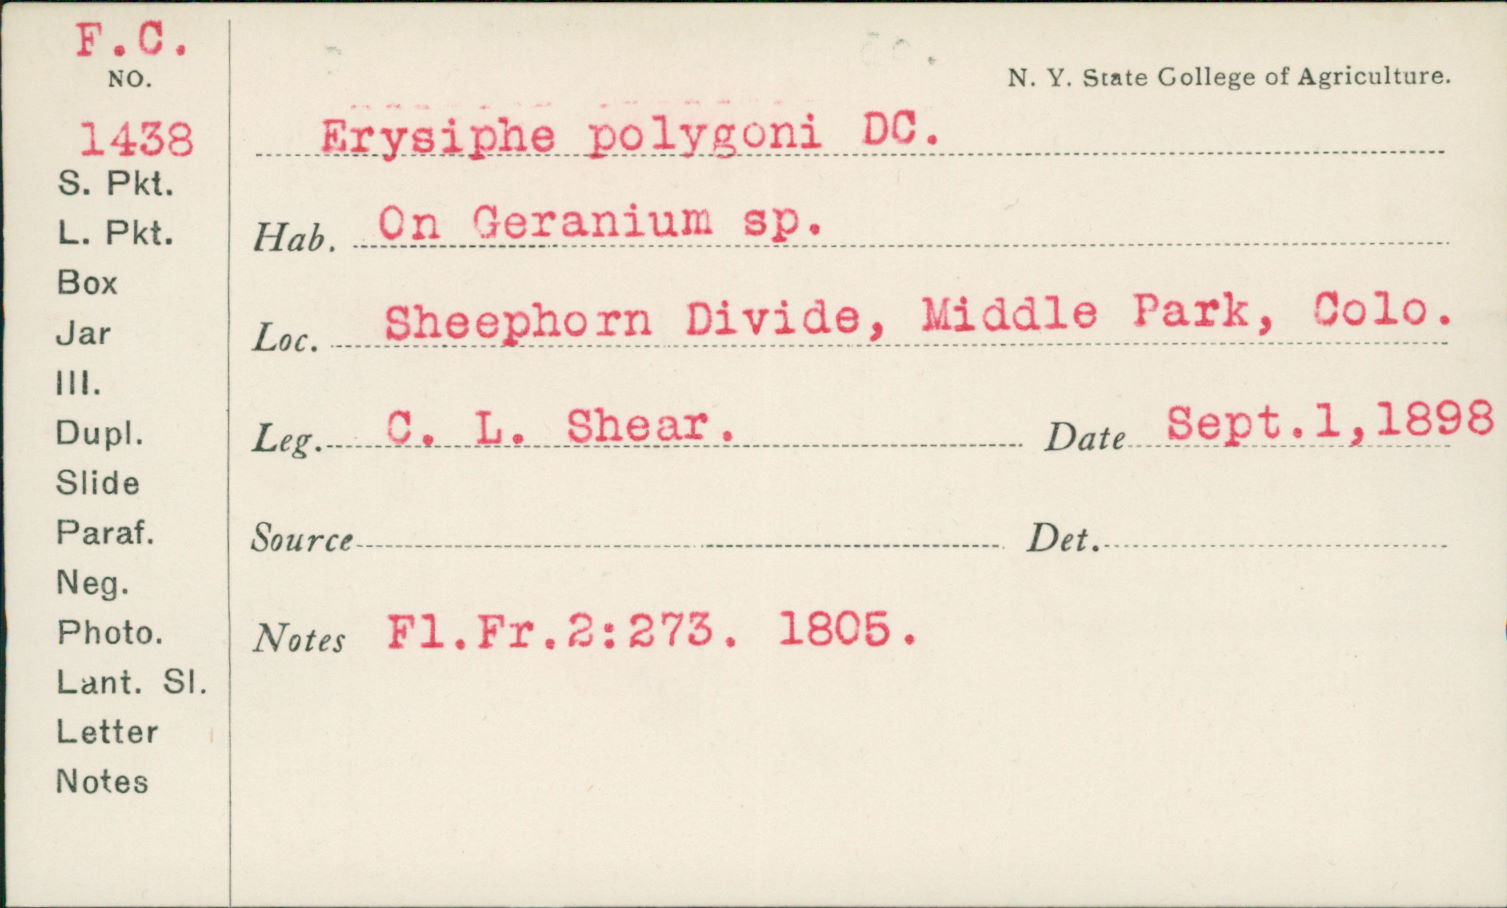 F.C.
NO.
1438
S. Pkt.
L. Pkt.
Box
Jar
Ill.
Dupl.
Slide
Paraf.
Neg.
Photo.
Lant. Sl.
Letter
Notes
N. Y. State College of Agriculture.
Erysiphe polygoni DC.
Hab. On Geranium sp.
Loc. Sheephorn Divide, Middle Park, Colo.
Leg. C. L. Shear. Date Sept.1,1898
Source Det.
Notes Fl.Fr.2:273. 1805.